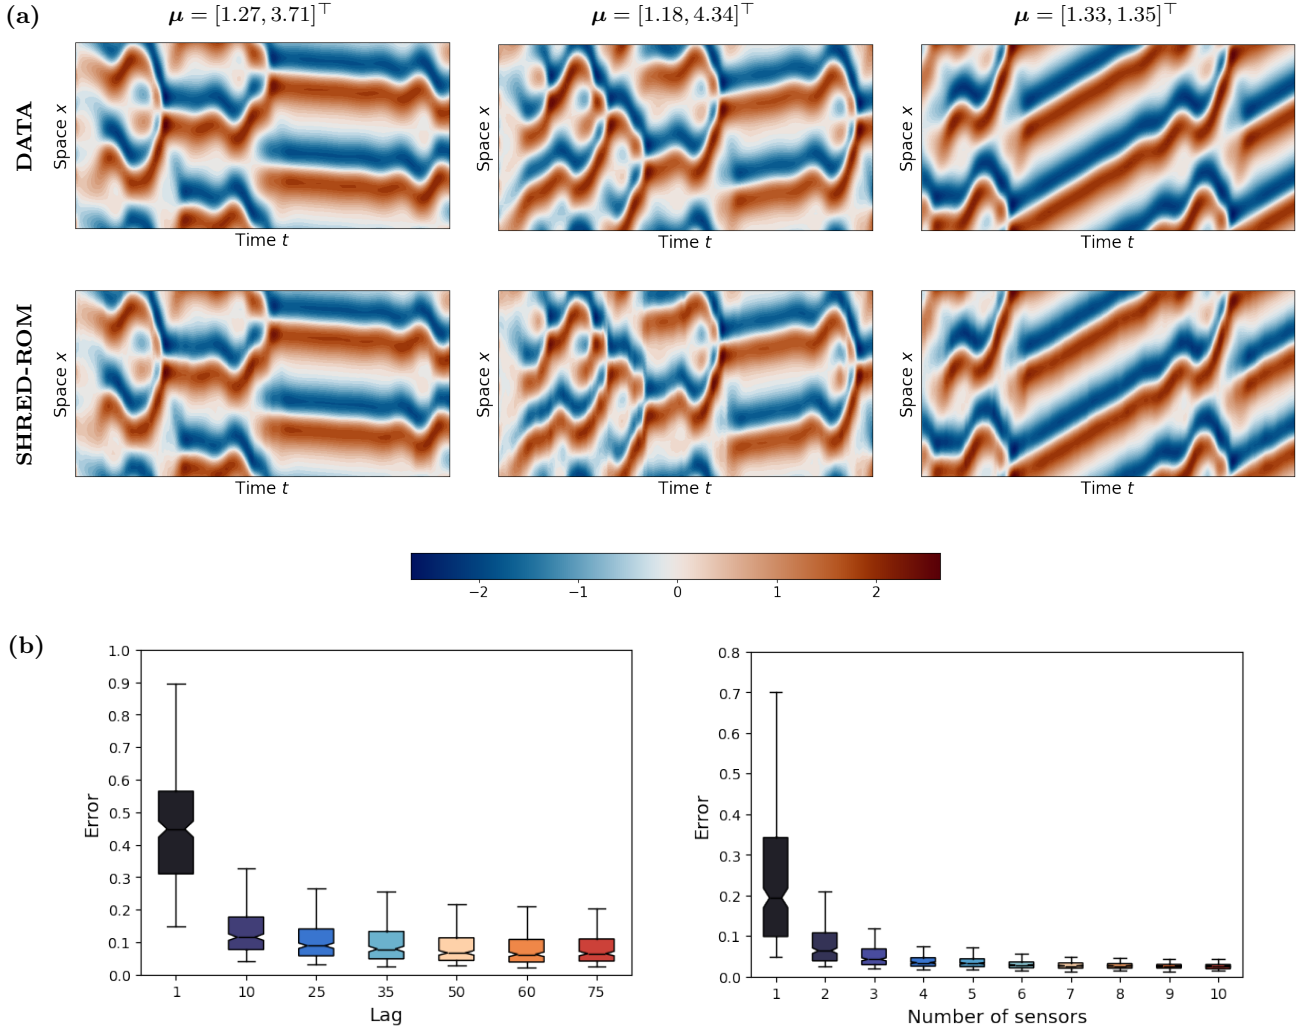 (a)
μ = [1.27, 3.71]⊤
μ = [1.18, 4.34]⊤
μ = [1.33, 1.35]⊤
DATA
Space x
Space x
Space x
Time t
Time t
Time t
SHRED-ROM
Space x
Space x
Space x
Time t
Time t
Time t
−2 −1 0 1 2
(b)
1.0
0.9
0.8
0.7
0.6
0.5
0.4
0.3
0.2
0.1
0.0
Error
1 10 25 35 50 60 75
Lag
0.8
0.7
0.6
0.5
0.4
0.3
0.2
0.1
0.0
Error
1 2 3 4 5 6 7 8 9 10
Number of sensors